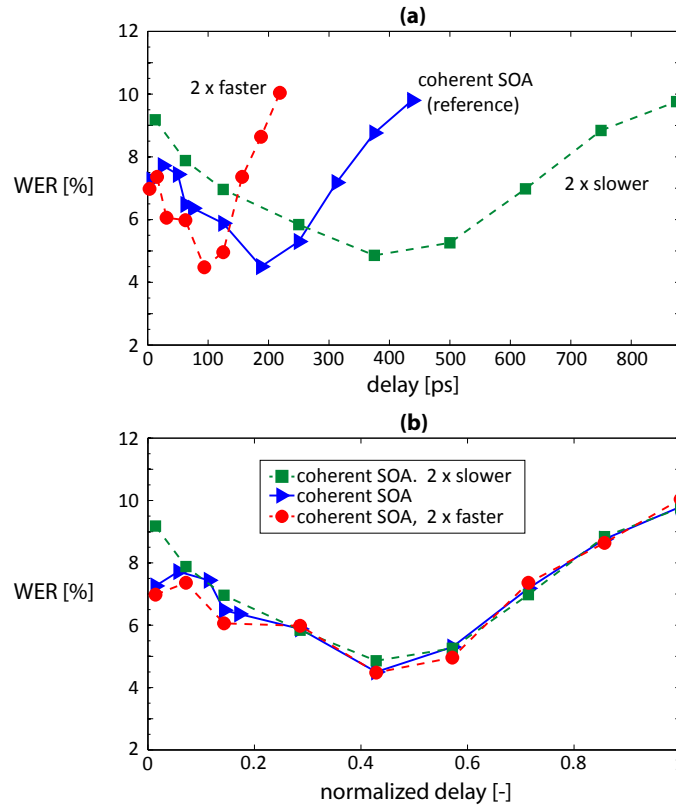 (a)
12
10
8
6
4
2
WER [%]
2 x faster
coherent SOA
(reference)
2 x slower
0 100 200 300 400 500 600 700 800
delay [ps]
(b)
12
10
8
6
4
2
WER [%]
coherent SOA. 2 x slower
coherent SOA
coherent SOA, 2 x faster
0 0.2 0.4 0.6 0.8
normalized delay [-]